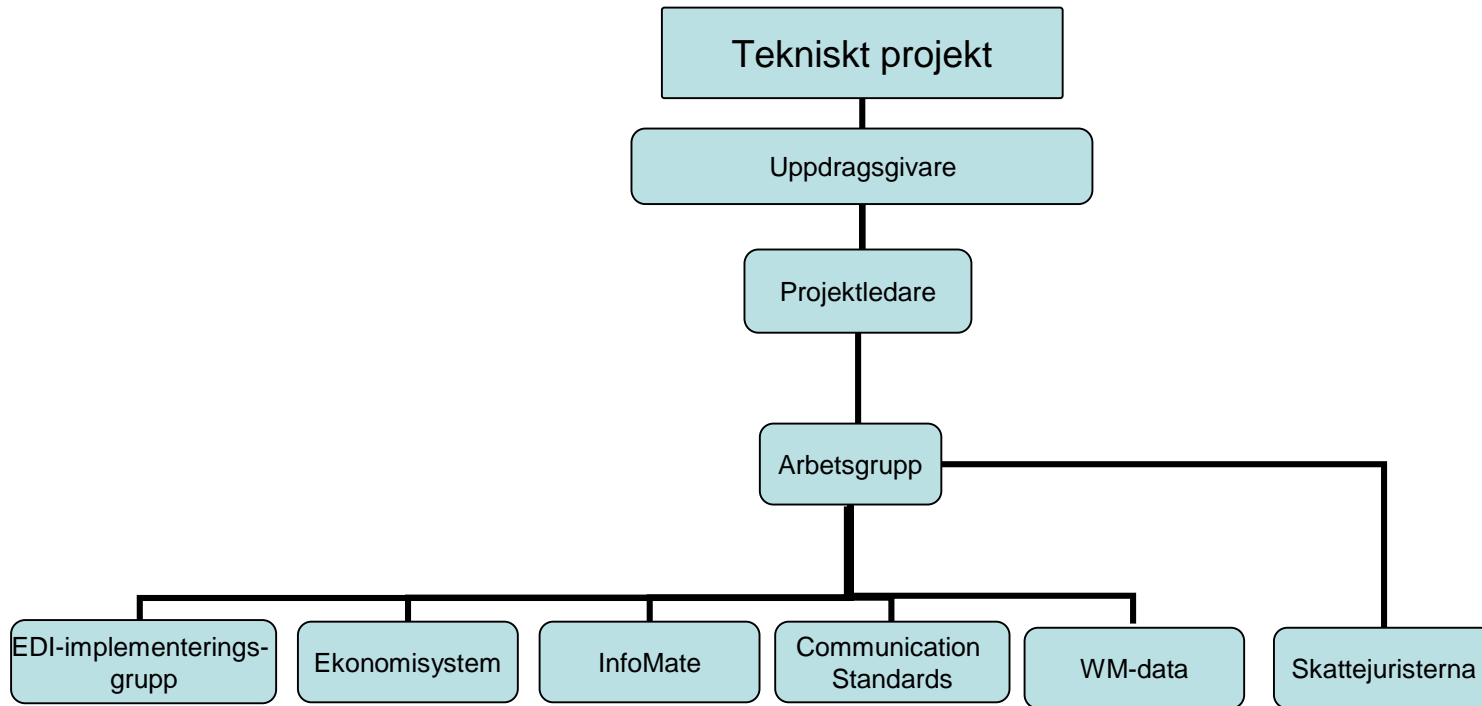 Tekniskt projekt
Uppdragsgivare
Projektledare
Arbetsgrupp
EDI-implementerings-
grupp
Ekonomisystem
InfoMate
Communication
Standards
WM-data
Skattejuristerna